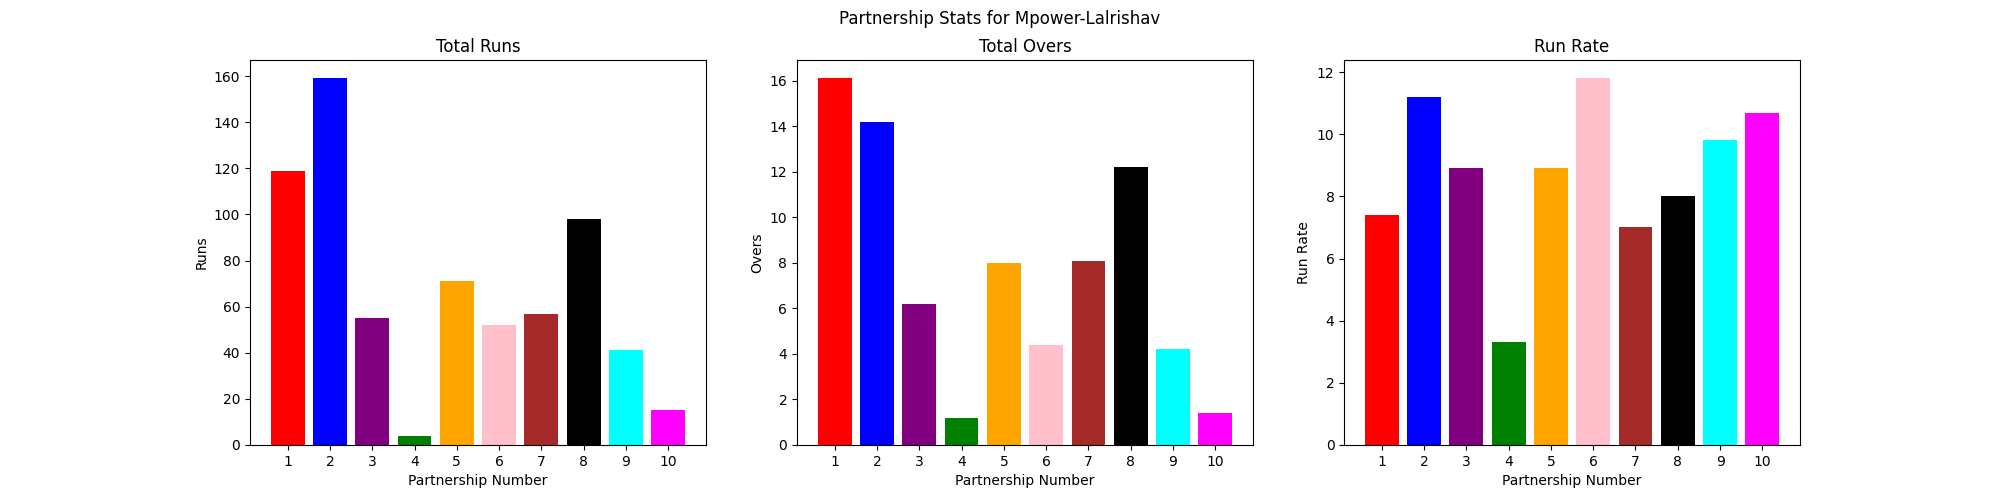 Partnership Stats for Mpower-Lalrishav
Total Runs
Runs
160
140
120
100
80
60
40
20
0
1 2 3 4 5 6 7 8 9 10
Partnership Number
Total Overs
Overs
16
14
12
10
8
6
4
2
0
1 2 3 4 5 6 7 8 9 10
Partnership Number
Run Rate
Run Rate
12
10
8
6
4
2
0
1 2 3 4 5 6 7 8 9 10
Partnership Number